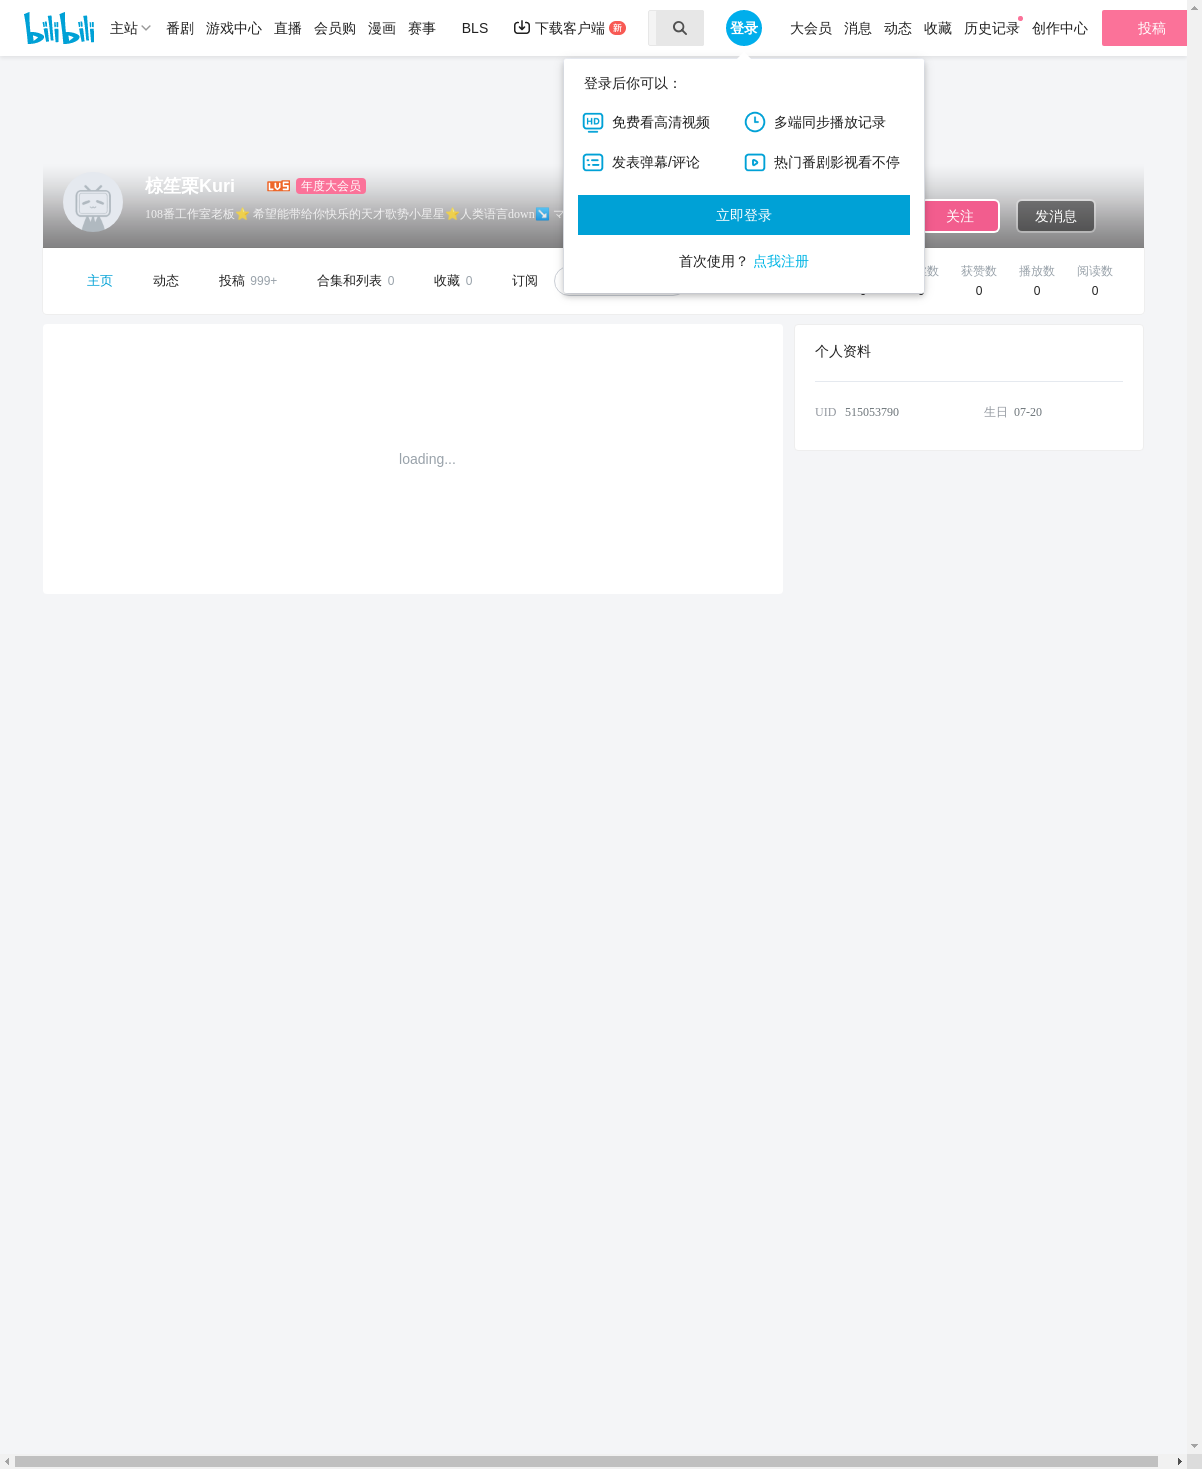 bilibili 主站 番剧 游戏中心 直播 会员购 漫画 赛事 BLS 下载客户端 新 登录 大会员 消息 动态 收藏 历史记录 创作中心 投稿
登录后你可以：
HD 免费看高清视频 多端同步播放记录
发表弹幕/评论 热门番剧影视看不停
立即登录
首次使用？ 点我注册
椋笙栗Kuri LV5 年度大会员
108番工作室老板⭐ 希望能带给你快乐的天才歌势小星星⭐人类语言down↘️
关注 发消息
主页 动态 投稿 999+ 合集和列表 0 收藏 0 订阅
数 获赞数 播放数 阅读数
0 0 0
loading...
个人资料
UID 515053790 生日 07-20